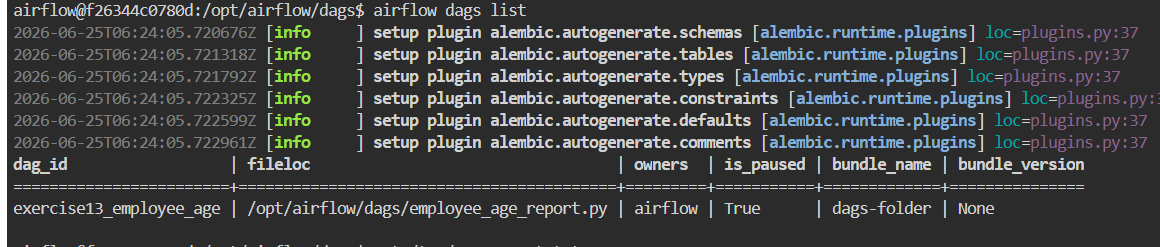 airflow@f26344c0780d:/opt/airflow/dags$ airflow dags list
2026-06-25T06:24:05.720676Z [info     ] setup plugin alembic.autogenerate.schemas [alembic.runtime.plugins] loc=plugins.py:37
2026-06-25T06:24:05.721318Z [info     ] setup plugin alembic.autogenerate.tables [alembic.runtime.plugins] loc=plugins.py:37
2026-06-25T06:24:05.721792Z [info     ] setup plugin alembic.autogenerate.types [alembic.runtime.plugins] loc=plugins.py:37
2026-06-25T06:24:05.722325Z [info     ] setup plugin alembic.autogenerate.constraints [alembic.runtime.plugins] loc=plugins.py:3
2026-06-25T06:24:05.722599Z [info     ] setup plugin alembic.autogenerate.defaults [alembic.runtime.plugins] loc=plugins.py:37
2026-06-25T06:24:05.722961Z [info     ] setup plugin alembic.autogenerate.comments [alembic.runtime.plugins] loc=plugins.py:37
dag_id                  | fileloc                                | owners  | is_paused | bundle_name | bundle_version
========================+========================================+=========+===========+=============+===============
exercise13_employee_age | /opt/airflow/dags/employee_age_report.py | airflow | True      | dags-folder | None